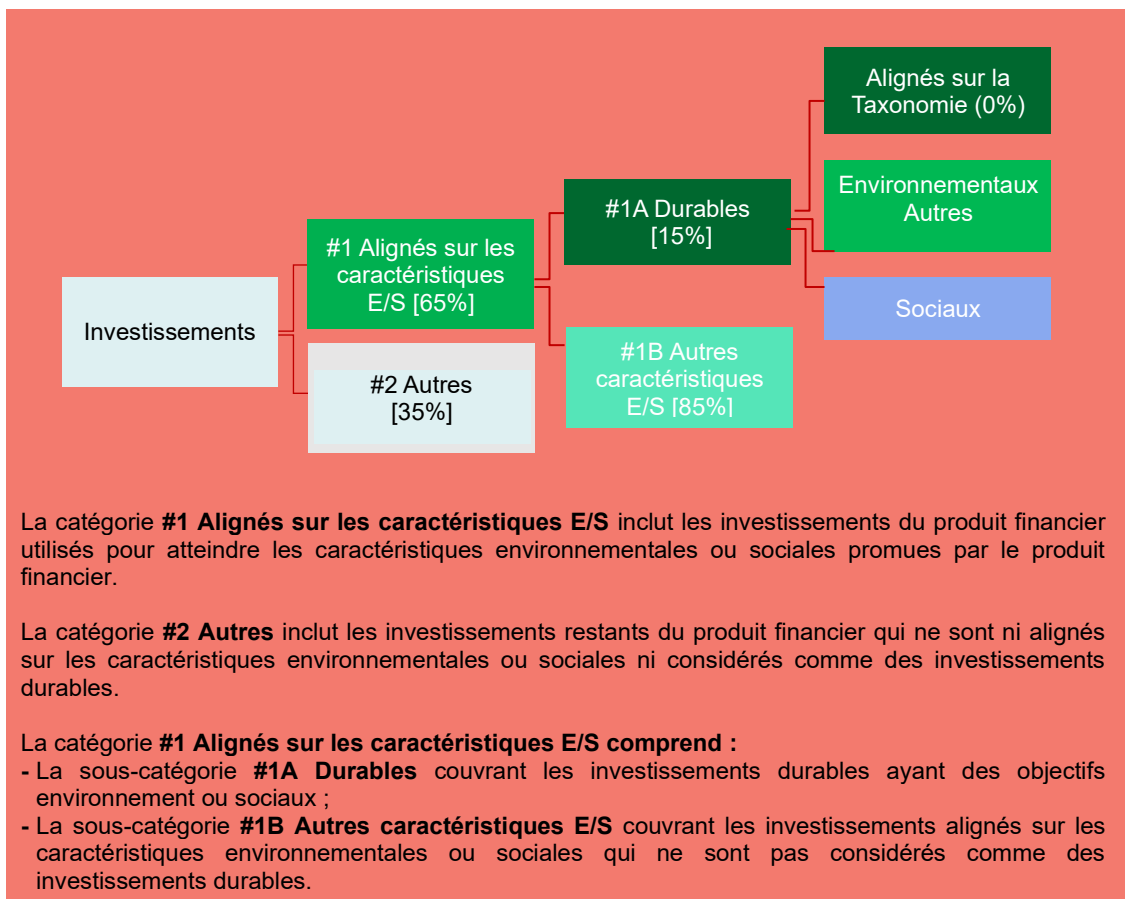 Alignés sur la
Taxonomie (0%)
Environnementaux
Autres
#1A Durables
[15%]
#1 Alignés sur les
caractéristiques
E/S [65%]
Sociaux
Investissements
#1B Autres
caractéristiques
E/S [85%]
#2 Autres
[35%]
La catégorie #1 Alignés sur les caractéristiques E/S inclut les investissements du produit financier
utilisés pour atteindre les caractéristiques environnementales ou sociales promues par le produit
financier.
La catégorie #2 Autres inclut les investissements restants du produit financier qui ne sont ni alignés
sur les caractéristiques environnementales ou sociales ni considérés comme des investissements
durables.
La catégorie #1 Alignés sur les caractéristiques E/S comprend :
- La sous-catégorie #1A Durables couvrant les investissements durables ayant des objectifs
environnement ou sociaux ;
- La sous-catégorie #1B Autres caractéristiques E/S couvrant les investissements alignés sur les
caractéristiques environnementales ou sociales qui ne sont pas considérés comme des
investissements durables.